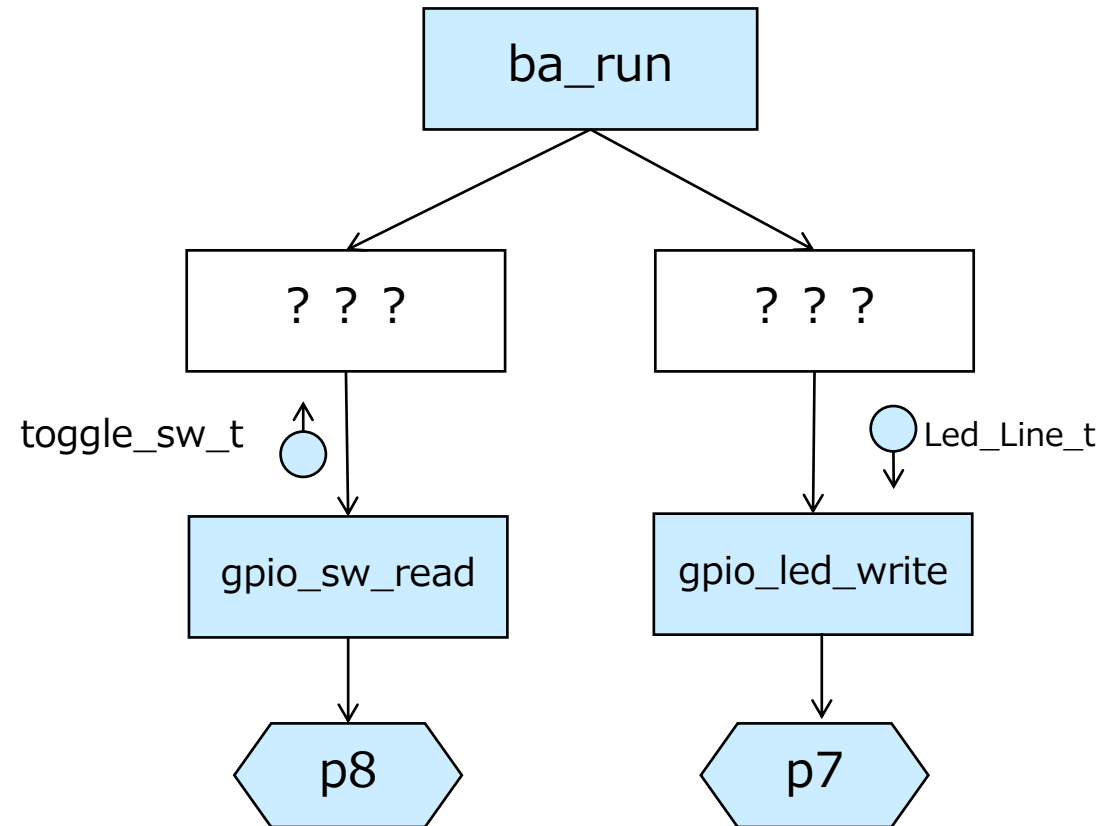 ba_run
? ? ?
? ? ?
toggle_sw_t
Led_Line_t
gpio_sw_read
gpio_led_write
p8
p7